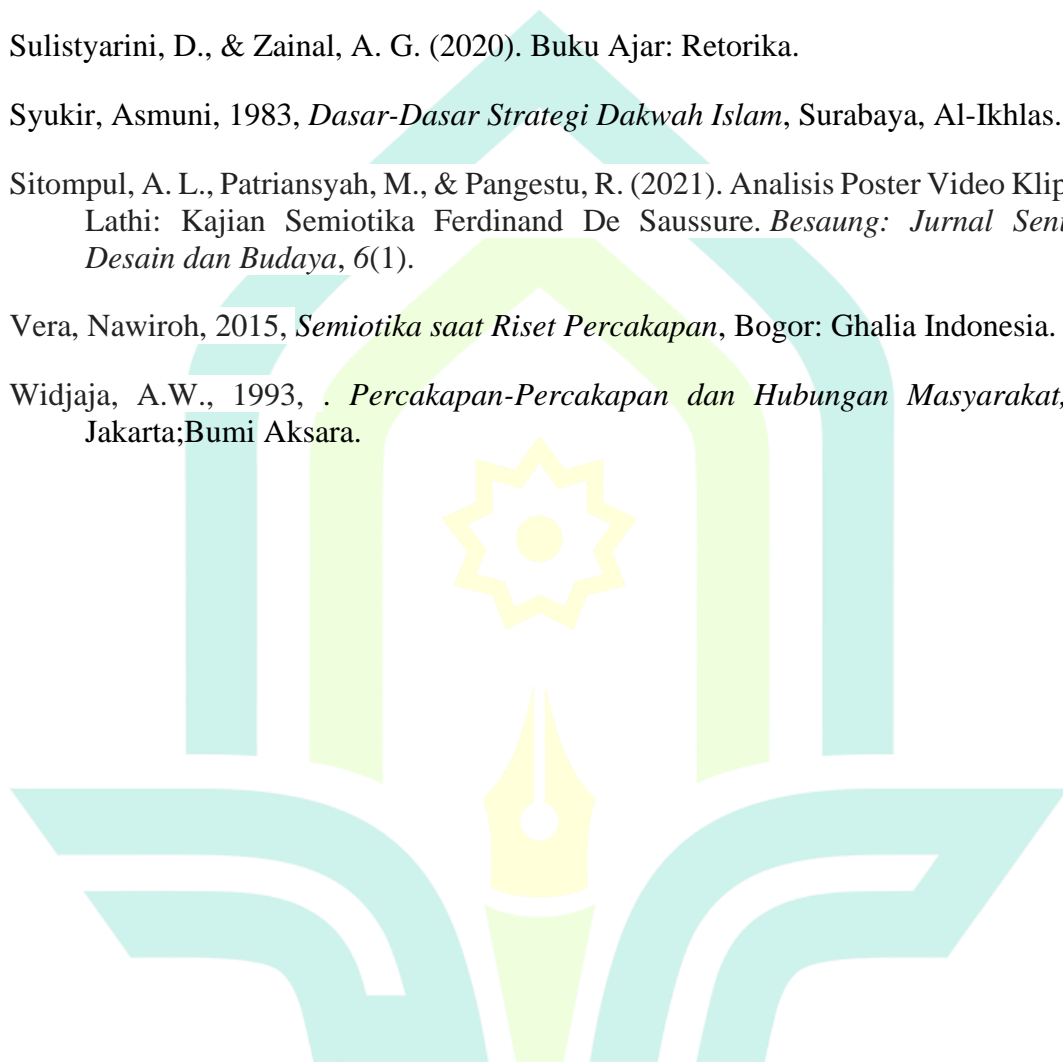 Sulistyarini, D., & Zainal, A. G. (2020). Buku Ajar: Retorika.
Syukir, Asmuni, 1983, Dasar-Dasar Strategi Dakwah Islam, Surabaya, Al-Ikhlas.
Sitompul, A. L., Patriansyah, M., & Pangestu, R. (2021). Analisis Poster Video Klip
Lathi: Kajian Semiotika Ferdinand De Saussure. Besaung: Jurnal Seni
Desain dan Budaya, 6(1).
Vera, Nawiroh, 2015, Semiotika saat Riset Percakapan, Bogor: Ghalia Indonesia.
Widjaja, A.W., 1993, . Percakapan-Percakapan dan Hubungan Masyarakat,
Jakarta;Bumi Aksara.